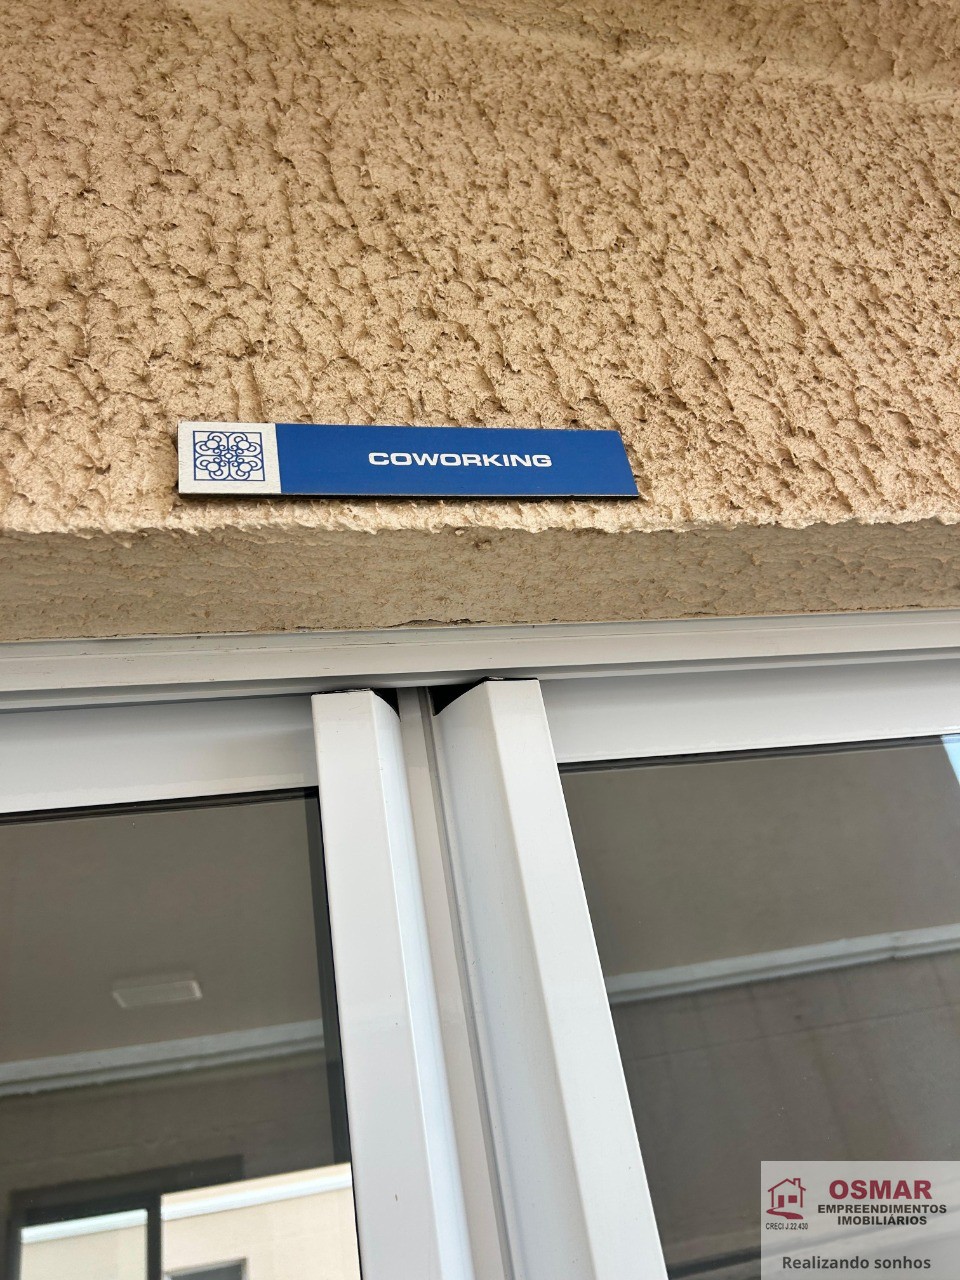 COWORKING
OSMAR
EMPREENDIMENTOS
IMOBILIÁRIOS
CRECI J.22.430
Realizando sonhos